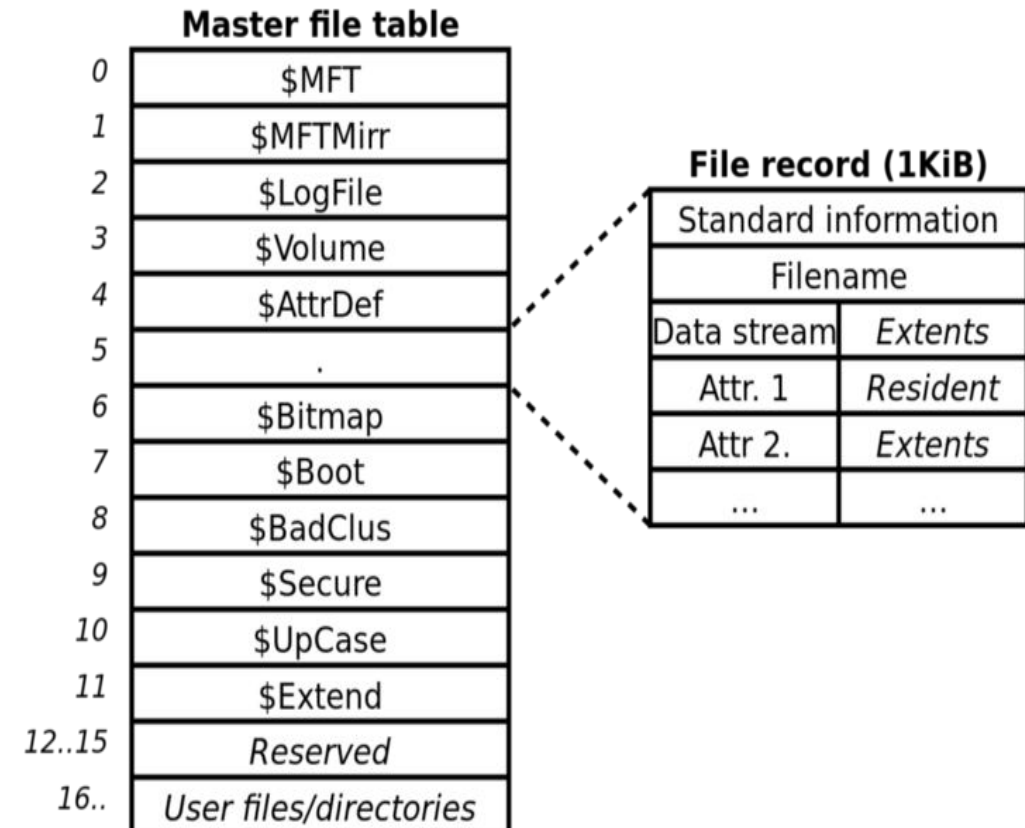 Master file table
0 $MFT
1 $MFTMirr
2 $LogFile
3 $Volume
4 $AttrDef
5 .
6 $Bitmap
7 $Boot
8 $BadClus
9 $Secure
10 $UpCase
11 $Extend
12..15 Reserved
16.. User files/directories
File record (1KiB)
Standard information
Filename
Data stream Extents
Attr. 1 Resident
Attr 2. Extents
... ...